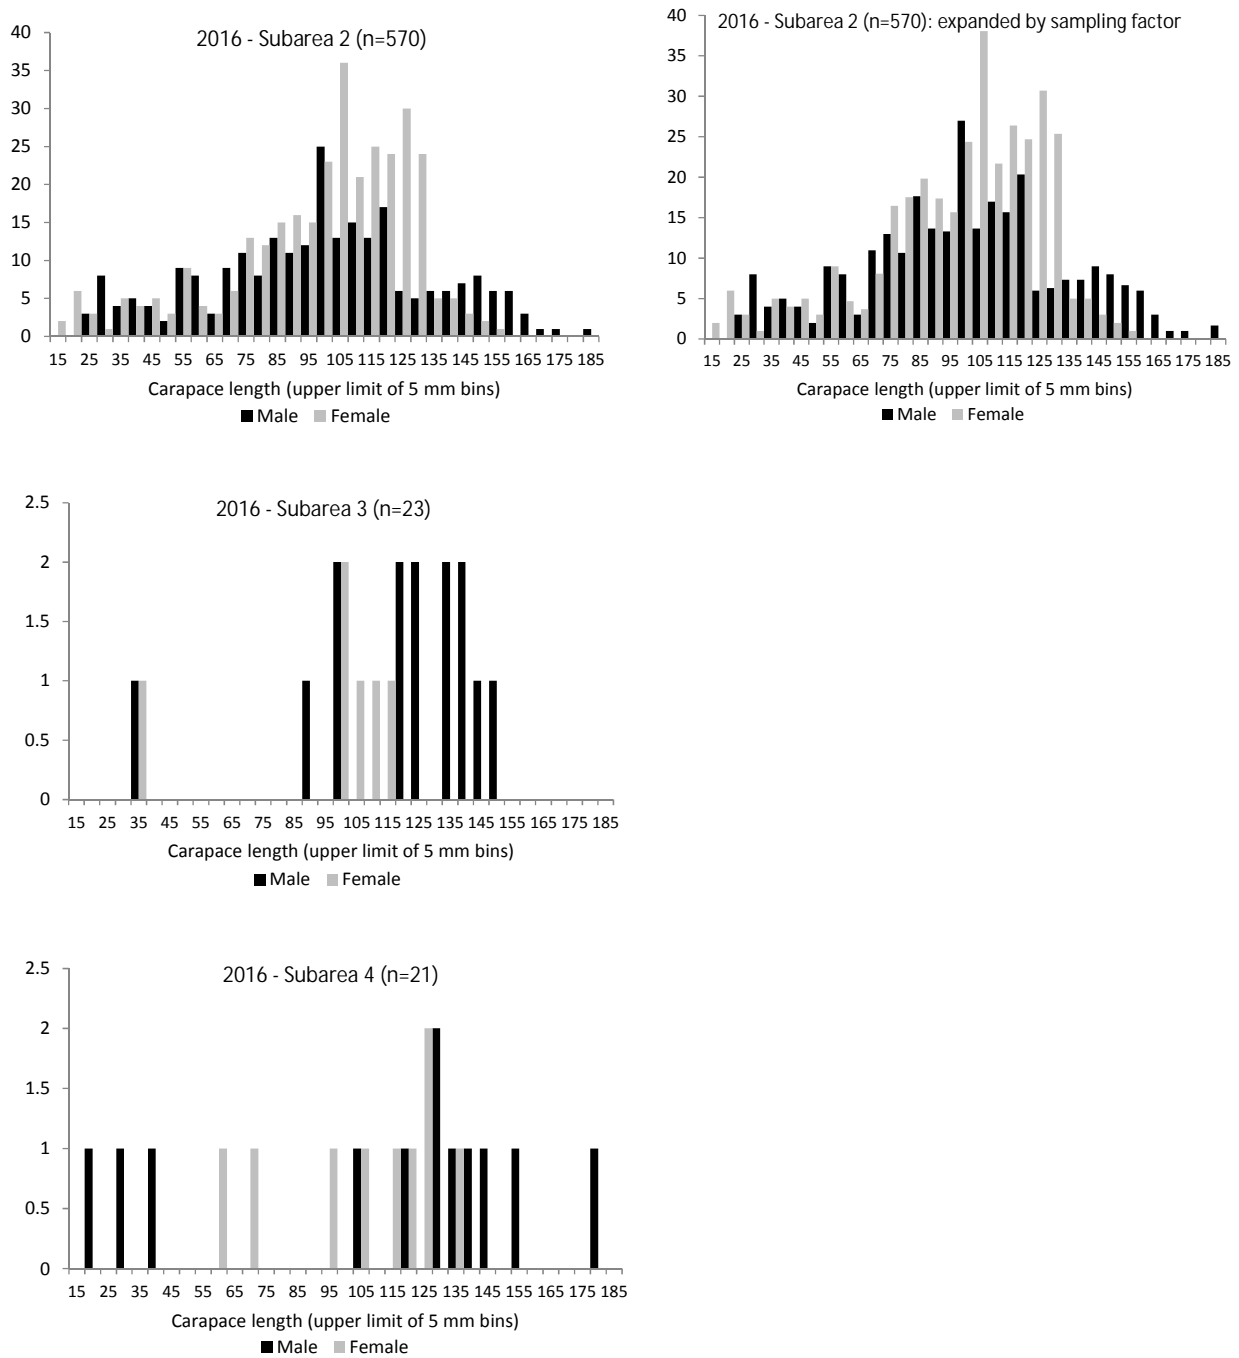 2016 - Subarea 2 (n=570)
40
35
30
25
20
15
10
5
0
15 25 35 45 55 65 75 85 95 105 115 125 135 145 155 165 175 185
Carapace length (upper limit of 5 mm bins)
Male Female
2016 - Subarea 2 (n=570): expanded by sampling factor
40
35
30
25
20
15
10
5
0
15 25 35 45 55 65 75 85 95 105 115 125 135 145 155 165 175 185
Carapace length (upper limit of 5 mm bins)
Male Female
2016 - Subarea 3 (n=23)
2.5
2
1.5
1
0.5
0
15 25 35 45 55 65 75 85 95 105 115 125 135 145 155 165 175 185
Carapace length (upper limit of 5 mm bins)
Male Female
2016 - Subarea 4 (n=21)
2.5
2
1.5
1
0.5
0
15 25 35 45 55 65 75 85 95 105 115 125 135 145 155 165 175 185
Carapace length (upper limit of 5 mm bins)
Male Female